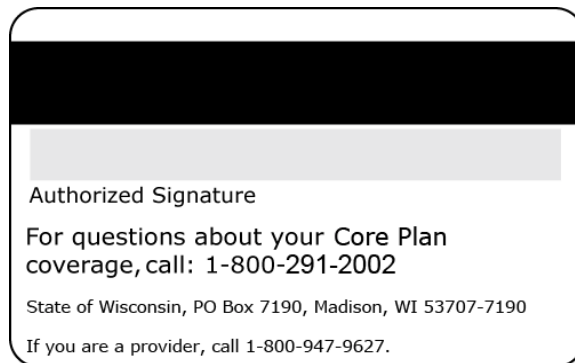 Authorized Signature
For questions about your Core Plan
coverage, call: 1-800-291-2002
State of Wisconsin, PO Box 7190, Madison, WI 53707-7190
If you are a provider, call 1-800-947-9627.